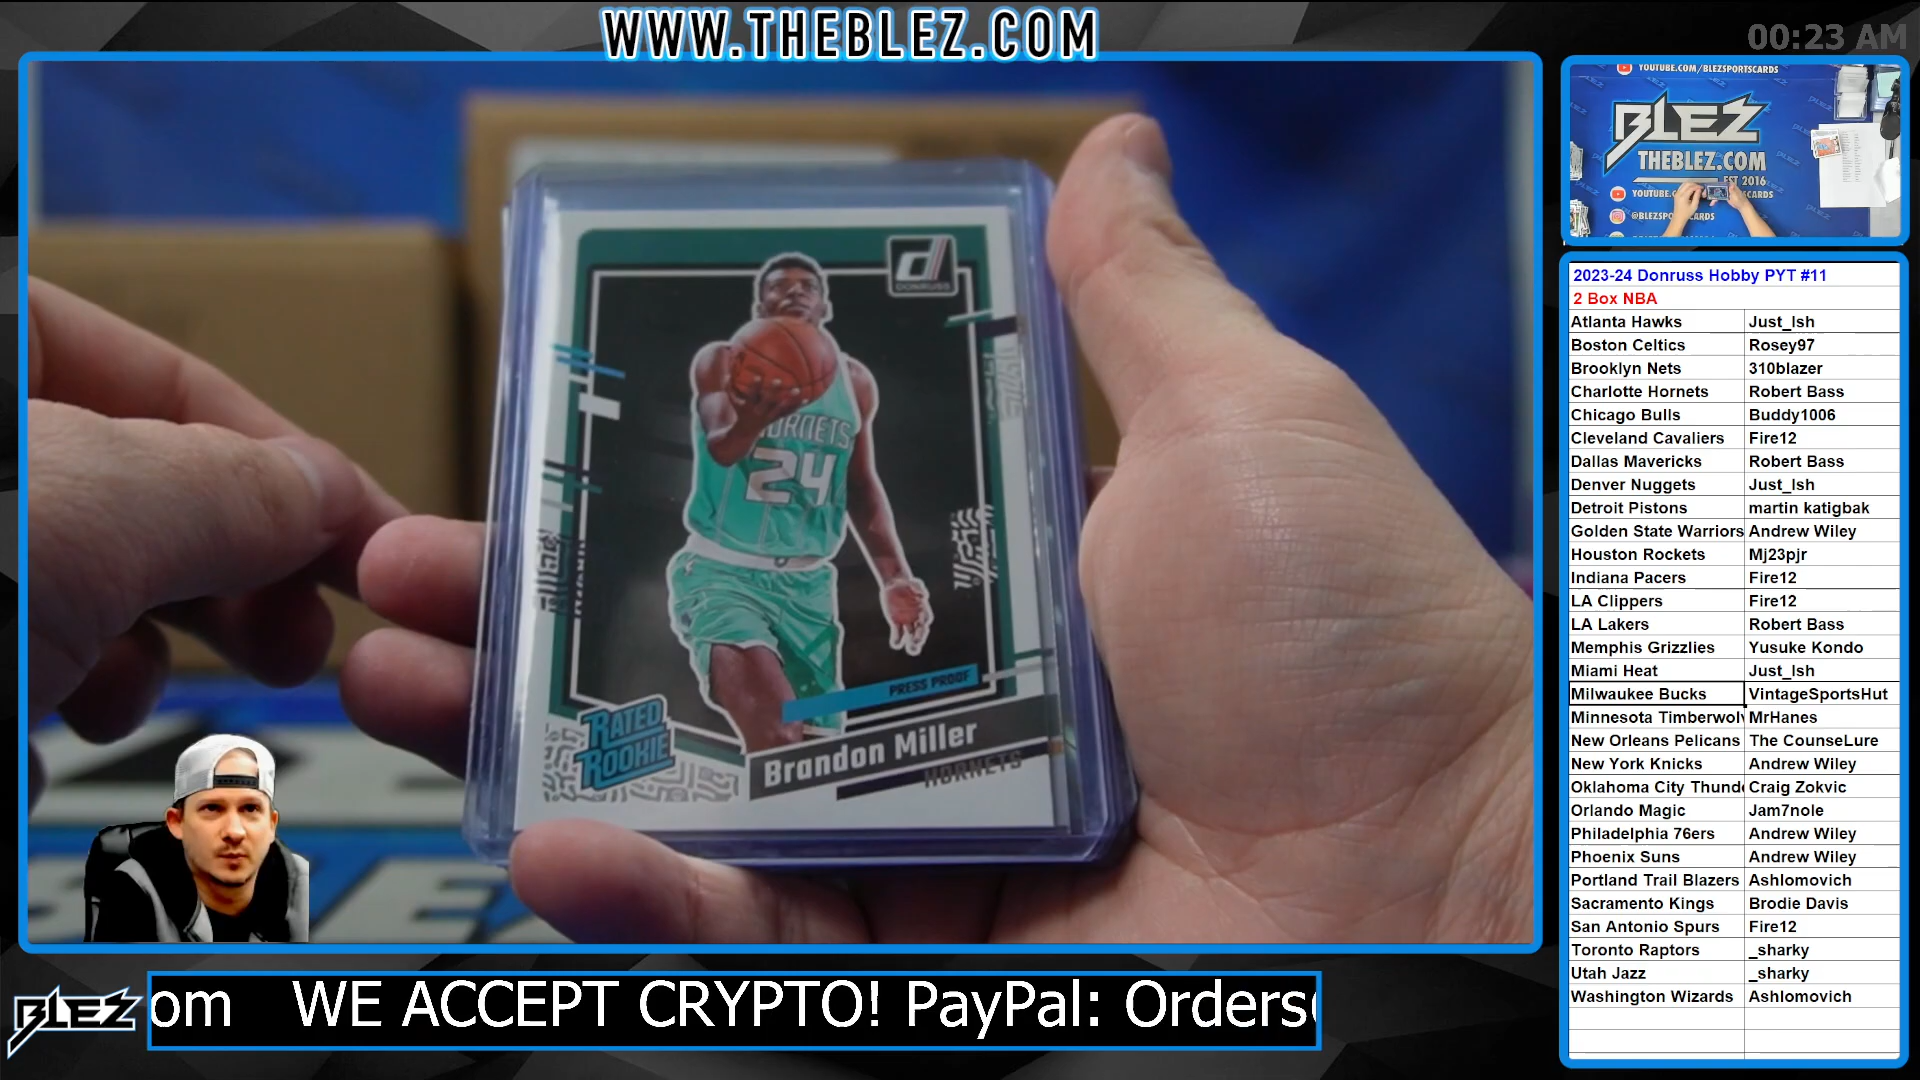 WWW.THEBLEZ.COM
00:23 AM
DONRUSS
HORNETS
24
PRESS PROOF
RATED
ROOKIE
Brandon Miller
HORNETS
YOUTUBE.COM/BLEZSPORTSCARDS
BLEZ
THEBLEZ.COM
EST 2016
2023-24 Donruss Hobby PYT #11
2 Box NBA
Atlanta Hawks Just_Ish
Boston Celtics Rosey97
Brooklyn Nets 310blazer
Charlotte Hornets Robert Bass
Chicago Bulls Buddy1006
Cleveland Cavaliers Fire12
Dallas Mavericks Robert Bass
Denver Nuggets Just_Ish
Detroit Pistons martin katigbak
Golden State Warriors Andrew Wiley
Houston Rockets Mj23pjr
Indiana Pacers Fire12
LA Clippers Fire12
LA Lakers Robert Bass
Memphis Grizzlies Yusuke Kondo
Miami Heat Just_Ish
Milwaukee Bucks VintageSportsHut
Minnesota Timberwolv MrHanes
New Orleans Pelicans The CounseLure
New York Knicks Andrew Wiley
Oklahoma City Thund Craig Zokvic
Orlando Magic Jam7nole
Philadelphia 76ers Andrew Wiley
Phoenix Suns Andrew Wiley
Portland Trail Blazers Ashlomovich
Sacramento Kings Brodie Davis
San Antonio Spurs Fire12
Toronto Raptors _sharky
Utah Jazz _sharky
Washington Wizards Ashlomovich
BLEZ
om WE ACCEPT CRYPTO! PayPal: Orders